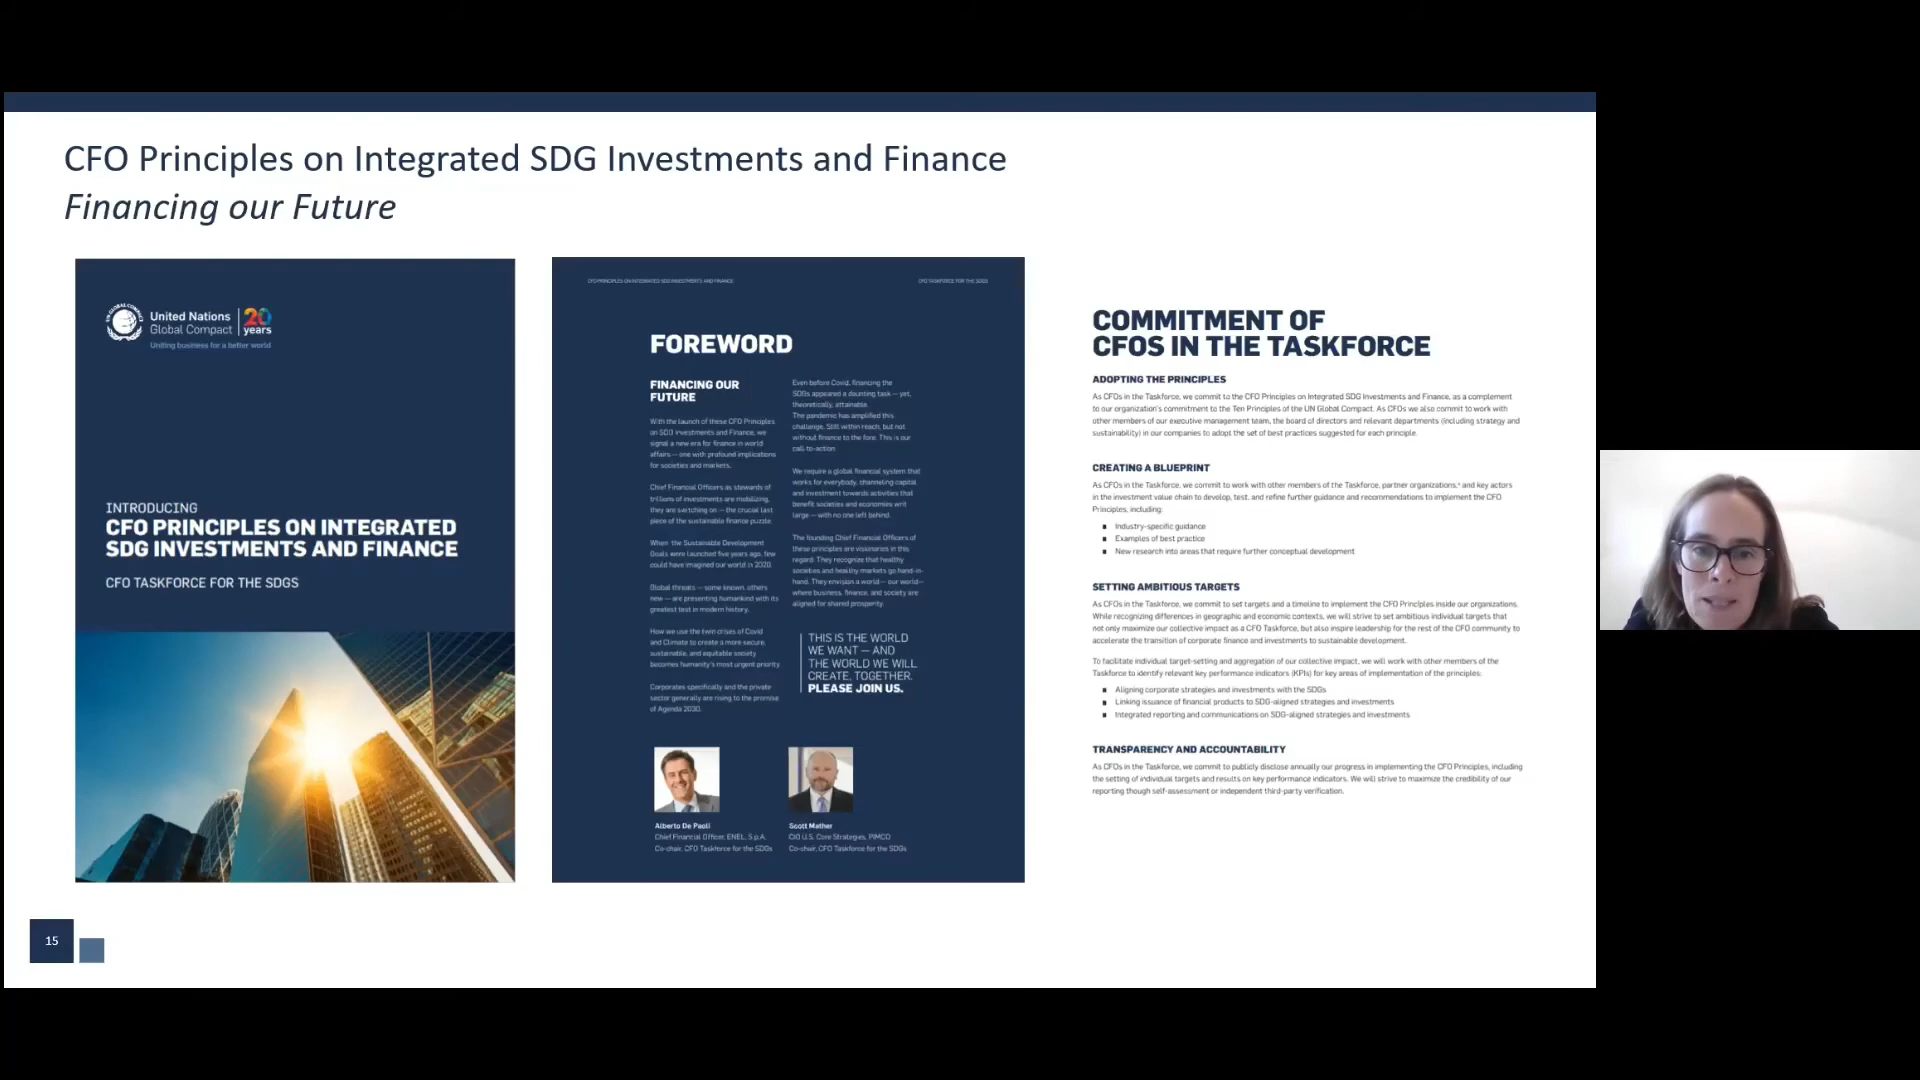 CFO Principles on Integrated SDG Investments and Finance
Financing our Future
UN GLOBAL COMPACT
United Nations
Global Compact
20
years
Uniting business for a better world
INTRODUCING
CFO PRINCIPLES ON INTEGRATED
SDG INVESTMENTS AND FINANCE
CFO TASKFORCE FOR THE SDGS
CFO PRINCIPLES ON INTEGRATED SDG INVESTMENTS AND FINANCE
CFO TASKFORCE FOR THE SDGS
FOREWORD
FINANCING OUR
FUTURE
With the launch of these CFO Principles
on SDG Investments and Finance, we
signal a new era for finance in world
affairs — one with profound implications
for societies and markets.
Chief Financial Officers as stewards of
trillions of investments are mobilizing,
they are switching on — the crucial last
piece of the sustainable finance puzzle.
When the Sustainable Development
Goals were launched five years ago, few
could have imagined our world in 2020.
Global threats — some known, others
new — are presenting humankind with its
greatest test in modern history.
How we use the twin crises of Covid
and Climate to create a more secure,
sustainable, and equitable society
becomes humanity's most urgent priority.
Corporates specifically and the private
sector generally are rising to the promise
of Agenda 2030.
Even before Covid, financing the
SDGs appeared a daunting task — yet,
theoretically, attainable.
The pandemic has amplified this
challenge. Still within reach, but not
without finance to the fore. This is our
call-to-action.
We require a global financial system that
works for everybody, channeling capital
and investment towards activities that
benefit societies and economies writ
large — with no one left behind.
The founding Chief Financial Officers of
these principles are visionaries in this
regard. They recognize that healthy
societies and healthy markets go hand-in-
hand. They envision a world — our world —
where business, finance, and society are
aligned for shared prosperity.
THIS IS THE WORLD
WE WANT — AND
THE WORLD WE WILL
CREATE, TOGETHER.
PLEASE JOIN US.
Alberto De Paoli
Chief Financial Officer, ENEL, S.p.A.
Co-chair, CFO Taskforce for the SDGs
Scott Mather
CIO U.S. Core Strategies, PIMCO
Co-chair, CFO Taskforce for the SDGs
COMMITMENT OF
CFOS IN THE TASKFORCE
ADOPTING THE PRINCIPLES
As CFOs in the Taskforce, we commit to the CFO Principles on Integrated SDG Investments and Finance, as a complement
to our organization's commitment to the Ten Principles of the UN Global Compact. As CFOs we also commit to work with
other members of our executive management team, the board of directors and relevant departments (including strategy and
sustainability) in our companies to adopt the set of best practices suggested for each principle.
CREATING A BLUEPRINT
As CFOs in the Taskforce, we commit to work with other members of the Taskforce, partner organizations, and key actors
in the investment value chain to develop, test, and refine further guidance and recommendations to implement the CFO
Principles, including:
■ Industry-specific guidance
■ Examples of best practice
■ New research into areas that require further conceptual development
SETTING AMBITIOUS TARGETS
As CFOs in the Taskforce, we commit to set targets and a timeline to implement the CFO Principles inside our organizations.
While recognizing differences in geographic and economic contexts, we will strive to set ambitious individual targets that
not only maximize our collective impact as a CFO Taskforce, but also inspire leadership for the rest of the CFO community to
accelerate the transition of corporate finance and investments to sustainable development.
To facilitate individual target-setting and aggregation of our collective impact, we will work with other members of the
Taskforce to identify relevant key performance indicators (KPIs) for key areas of implementation of the principles:
■ Aligning corporate strategies and investments with the SDGs
■ Linking issuance of financial products to SDG-aligned strategies and investments
■ Integrated reporting and communications on SDG-aligned strategies and investments
TRANSPARENCY AND ACCOUNTABILITY
As CFOs in the Taskforce, we commit to publicly disclose annually our progress in implementing the CFO Principles, including
the setting of individual targets and results on key performance indicators. We will strive to maximize the credibility of our
reporting though self-assessment or independent third-party verification.
15